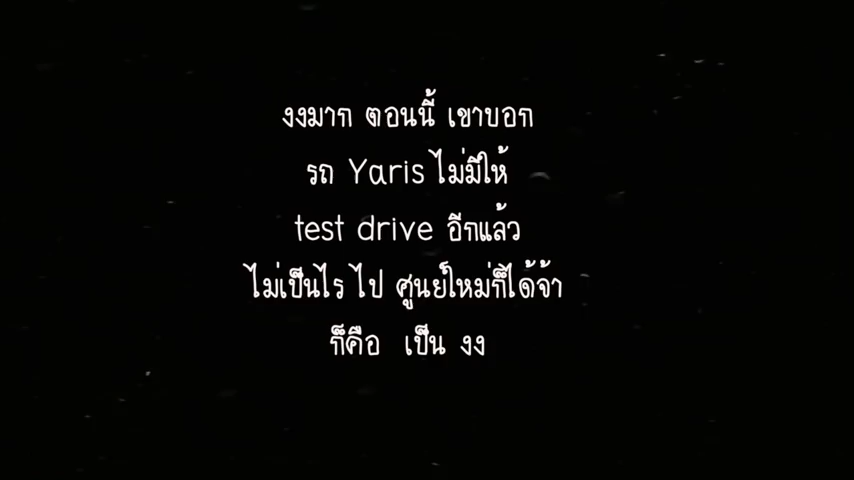 งงมาก ตอนนี้ เขาบอก
รถ Yaris ไม่มีให้
test drive อีกแล้ว
ไม่เป็นไร ไป ศูนย์ใหม่ก็ได้จ้า
ก็คือ เป็น งง